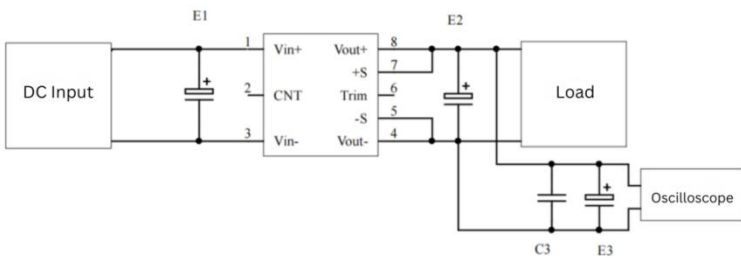 E1
E2
DC Input
1 Vin+ Vout+ 8
+S 7
2 CNT Trim 6
-S 5
3 Vin- Vout- 4
Load
Oscilloscope
C3 E3